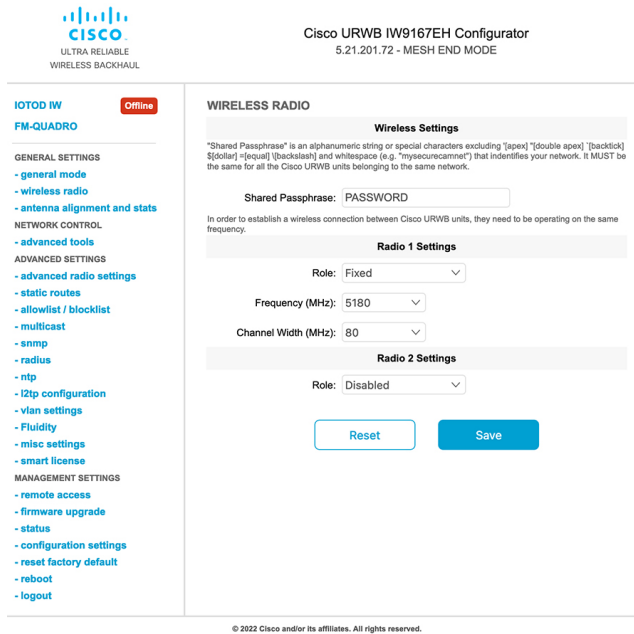 CISCO
ULTRA RELIABLE
WIRELESS BACKHAUL
Cisco URWB IW9167EH Configurator
5.21.201.72 - MESH END MODE
IOTOD IW
Offline
FM-QUADRO
GENERAL SETTINGS
- general mode
- wireless radio
- antenna alignment and stats
NETWORK CONTROL
- advanced tools
ADVANCED SETTINGS
- advanced radio settings
- static routes
- allowlist / blocklist
- multicast
- snmp
- radius
- ntp
- l2tp configuration
- vlan settings
- Fluidity
- misc settings
- smart license
MANAGEMENT SETTINGS
- remote access
- firmware upgrade
- status
- configuration settings
- reset factory default
- reboot
- logout
WIRELESS RADIO
Wireless Settings
"Shared Passphrase" is an alphanumeric string or special characters excluding '[apex] "[double apex] `[backtick]
$[dollar] =[equal] \[backslash] and whitespace (e.g. "mysecurecamnet") that indentifies your network. It MUST be
the same for all the Cisco URWB units belonging to the same network.
Shared Passphrase: PASSWORD
In order to establish a wireless connection between Cisco URWB units, they need to be operating on the same
frequency.
Radio 1 Settings
Role: Fixed
Frequency (MHz): 5180
Channel Width (MHz): 80
Radio 2 Settings
Role: Disabled
Reset
Save
© 2022 Cisco and/or its affiliates. All rights reserved.